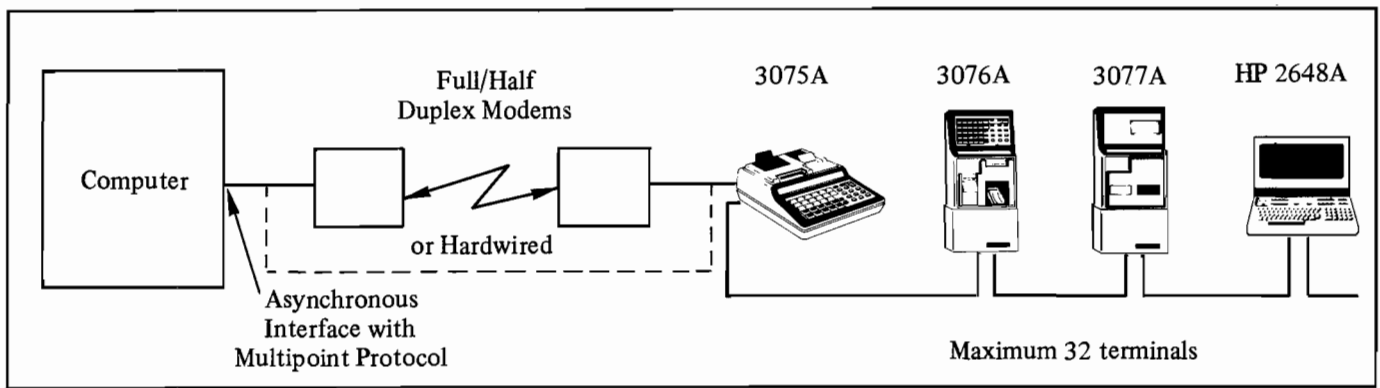 Computer
Full/Half
Duplex Modems
or Hardwired
Asynchronous
Interface with
Multipoint Protocol
3075A
3076A
3077A
HP 2648A
Maximum 32 terminals